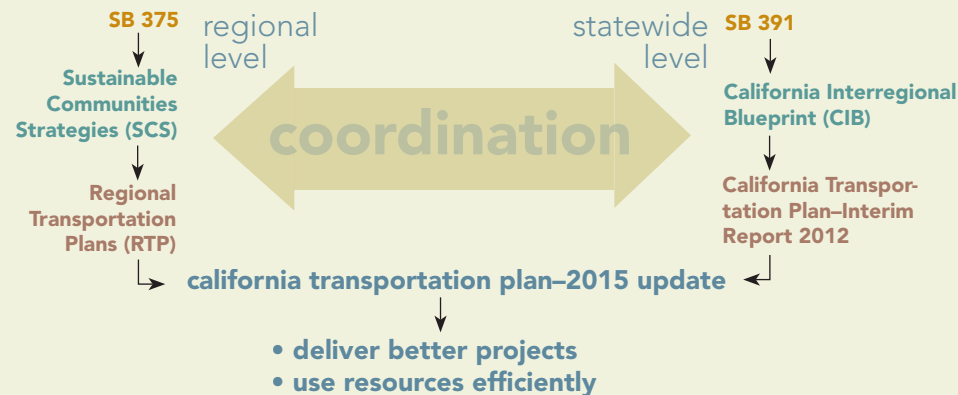 SB 375
regional
level
Sustainable
Communities
Strategies (SCS)
Regional
Transportation
Plans (RTP)
coordination
statewide
level
SB 391
California Interregional
Blueprint (CIB)
California Transpor-
tation Plan–Interim
Report 2012
california transportation plan–2015 update
• deliver better projects
• use resources efficiently